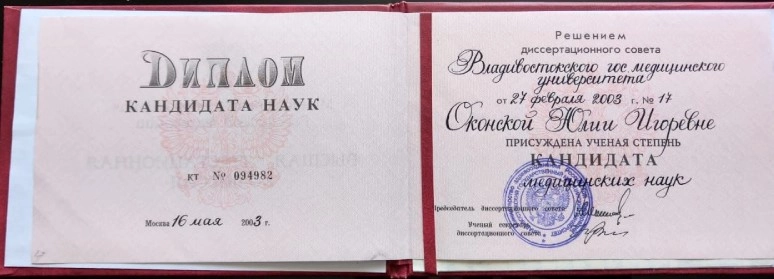 ДИПЛОМ
КАНДИДАТА НАУК
КТ № 094982
Москва 16 мая 2003 г.
Решением
диссертационного совета
Владивостокского гос медицинского
университета
от 27 февраля 2003 г. № 17
Оконской Юлии Игоревне
ПРИСУЖДЕНА УЧЕНАЯ СТЕПЕНЬ
КАНДИДАТА
медицинских наук
Председатель диссертационного совета
Ученый секретарь
диссертационного совета